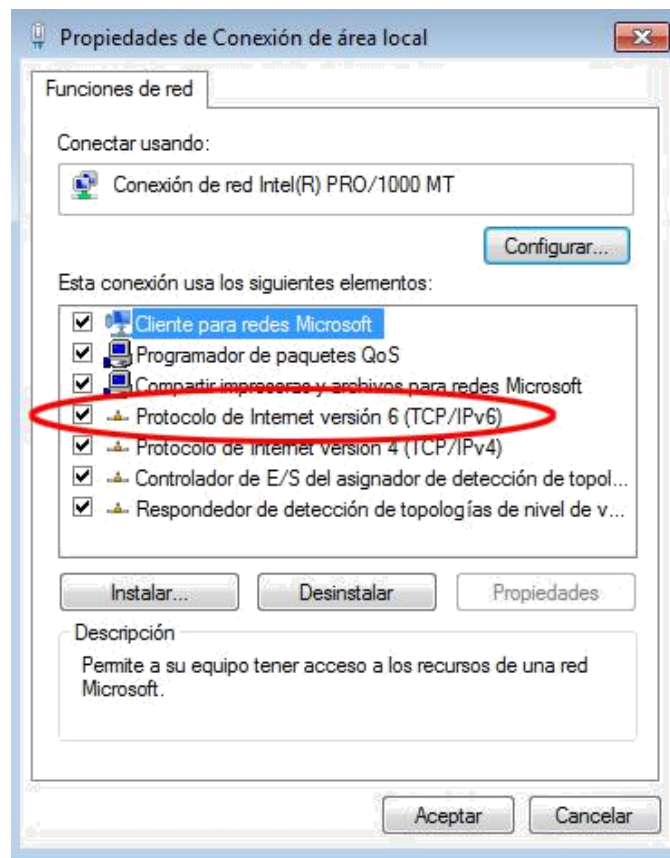 Propiedades de Conexión de área local
Funciones de red
Conectar usando:
Conexión de red Intel(R) PRO/1000 MT
Configurar...
Esta conexión usa los siguientes elementos:
Cliente para redes Microsoft
Programador de paquetes QoS
Compartir impresoras y archivos para redes Microsoft
Protocolo de Internet versión 6 (TCP/IPv6)
Protocolo de Internet versión 4 (TCP/IPv4)
Controlador de E/S del asignador de detección de topol...
Respondedor de detección de topologías de nivel de v...
Instalar...
Desinstalar
Propiedades
Descripción
Permite a su equipo tener acceso a los recursos de una red
Microsoft.
Aceptar
Cancelar